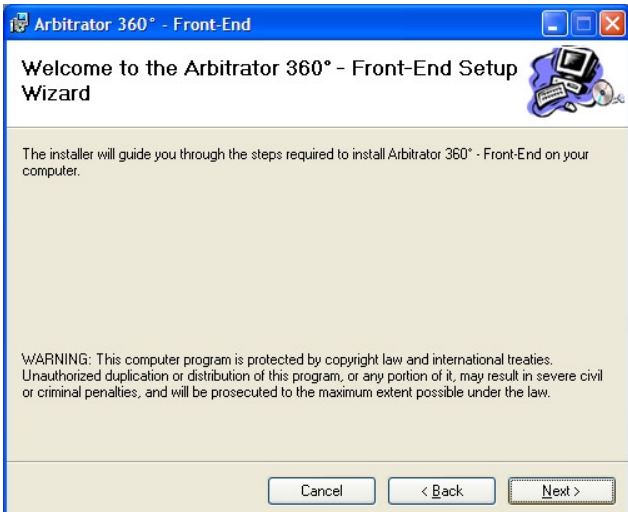 Arbitrator 360° - Front-End
Welcome to the Arbitrator 360° - Front-End Setup
Wizard
The installer will guide you through the steps required to install Arbitrator 360° - Front-End on your
computer.
WARNING: This computer program is protected by copyright law and international treaties.
Unauthorized duplication or distribution of this program, or any portion of it, may result in severe civil
or criminal penalties, and will be prosecuted to the maximum extent possible under the law.
Cancel < Back Next >